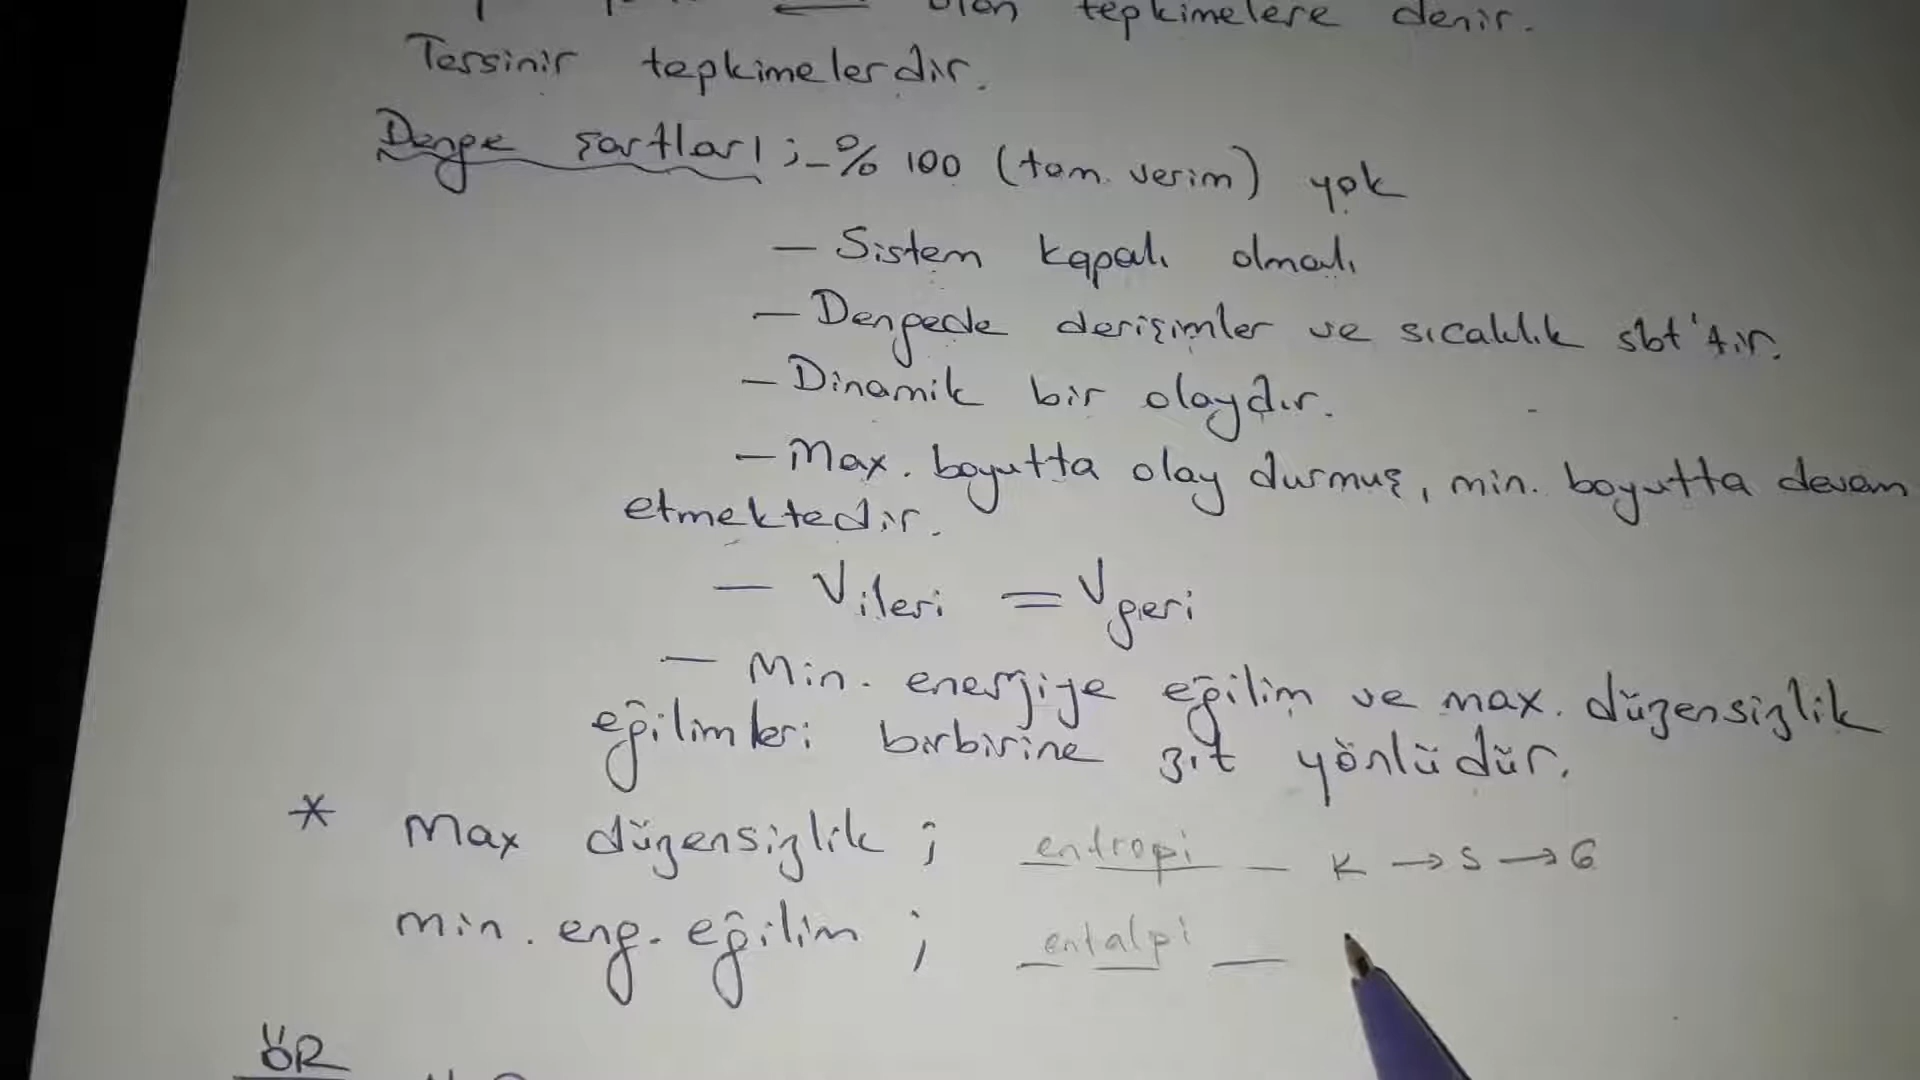 olan tepkimelere denir.
Tersinir tepkimelerdir.
Denge şartları ; - % 100 (tam verim) yok
- Sistem kapalı olmalı
- Dengede derişimler ve sıcaklık sbt'tir.
- Dinamik bir olaydır.
- Max. boyutta olay durmuş, min. boyutta devam
etmektedir.
- Vileri = Vgeri
- Min. enerjiye eğilim ve max. düzensizlik
eğilimleri birbirine zıt yönlüdür.
* Max düzensizlik ; entropi - K → S → G
min. eng. eğilim ; entalpi -
ÖR